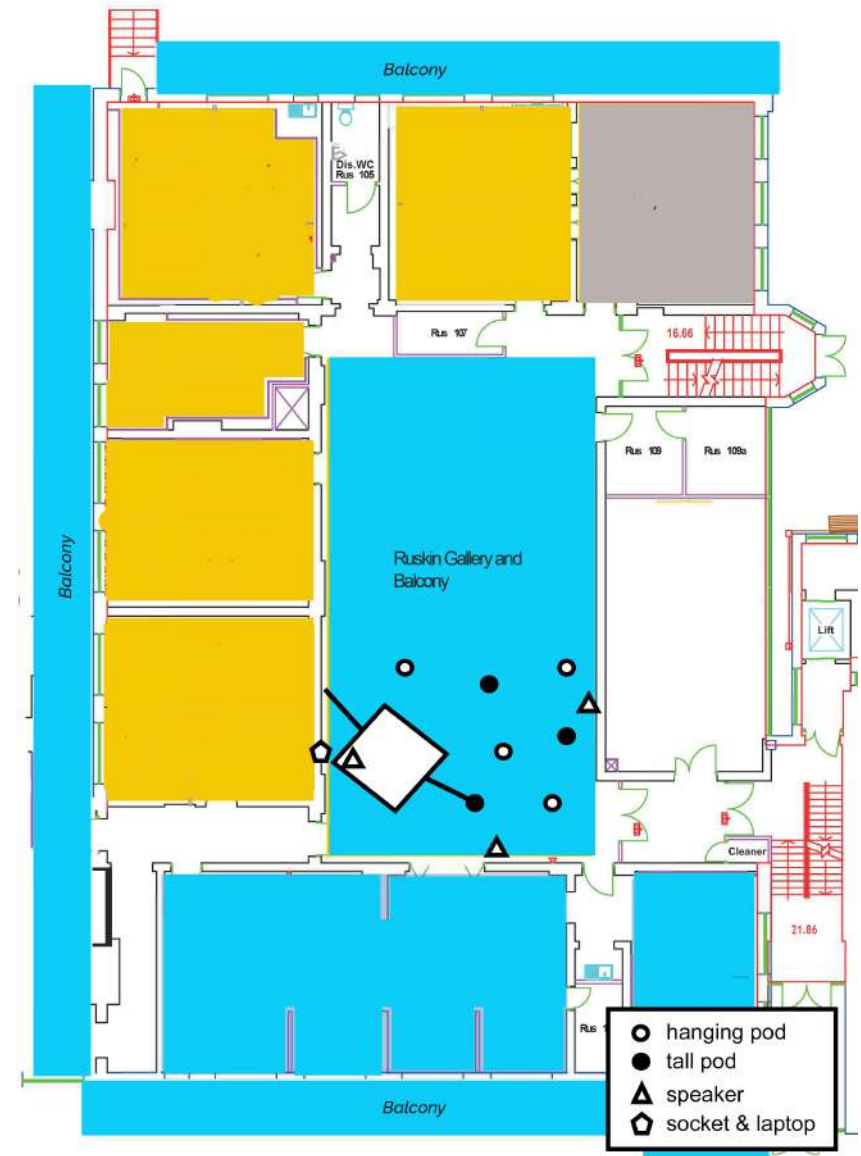 Balcony
Dis.WC
Rus 105
Rus 107
16.66
Rus 109
Rus 109a
Balcony
Ruskin Gallery and
Balcony
Lift
Cleaner
21.86
Rus
hanging pod
tall pod
speaker
socket & laptop
Balcony